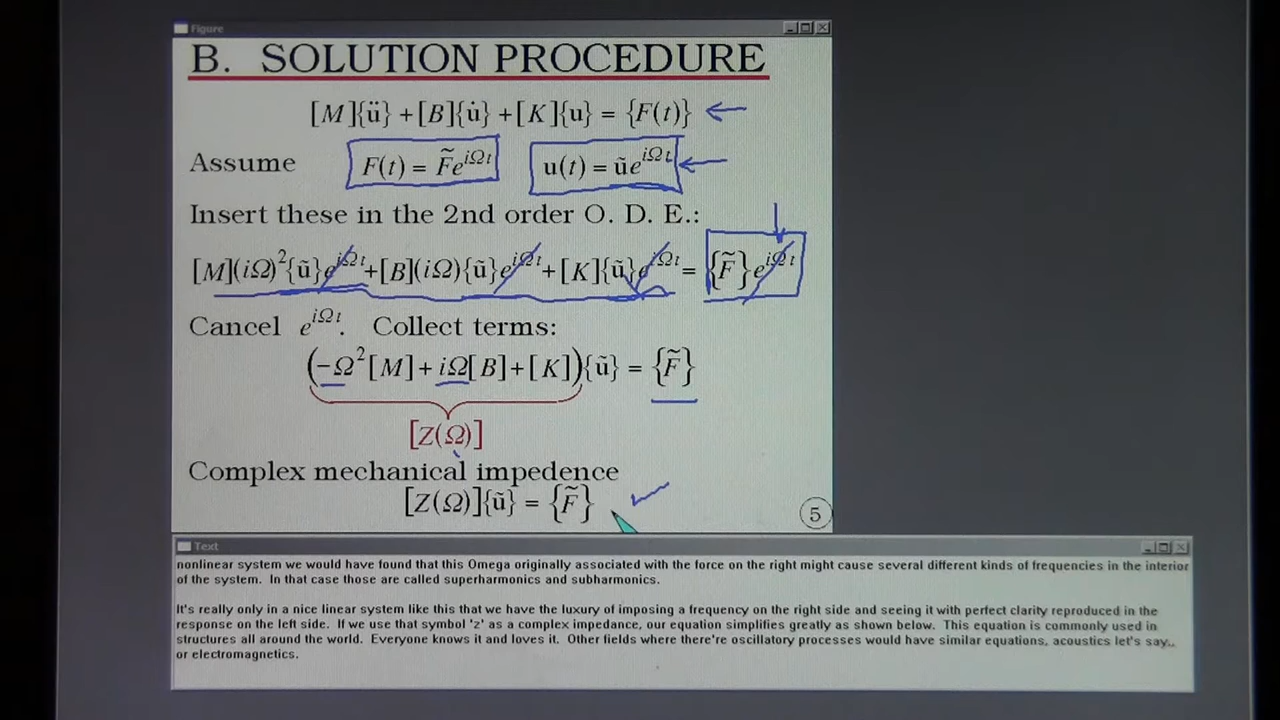 Figure
B. SOLUTION PROCEDURE
[M]{ü} + [B]{u̇} + [K]{u} = {F(t)}
Assume F(t) = F̃e^{iΩt} u(t) = ũe^{iΩt}
Insert these in the 2nd order O. D. E.:
[M](iΩ)²{ũ}e^{iΩt} + [B](iΩ){ũ}e^{iΩt} + [K]{ũ}e^{iΩt} = {F̃}e^{iΩt}
Cancel e^{iΩt}. Collect terms:
(−Ω²[M] + iΩ[B] + [K]){ũ} = {F̃}
[Z(Ω)]
Complex mechanical impedence
[Z(Ω)]{ũ} = {F̃}
5
Text
nonlinear system we would have found that this Omega originally associated with the force on the right might cause several different kinds of frequencies in the interior
of the system. In that case those are called superharmonics and subharmonics.
It's really only in a nice linear system like this that we have the luxury of imposing a frequency on the right side and seeing it with perfect clarity reproduced in the
response on the left side. If we use that symbol 'z' as a complex impedance, our equation simplifies greatly as shown below. This equation is commonly used in
structures all around the world. Everyone knows it and loves it. Other fields where there're oscillatory processes would have similar equations, acoustics let's say..
or electromagnetics.